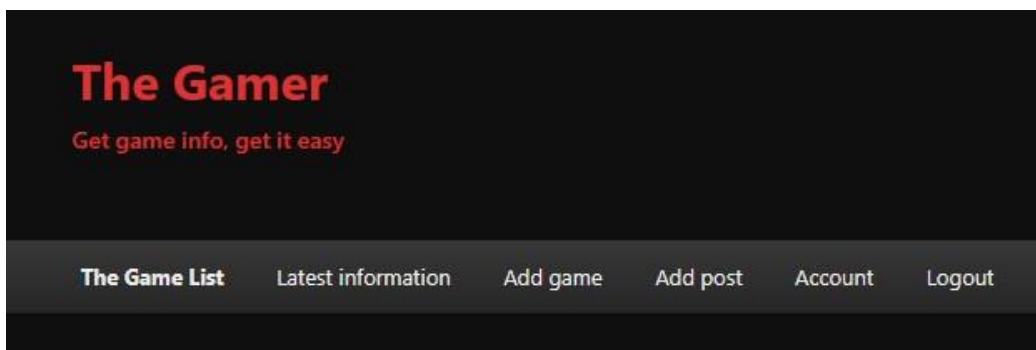 The Gamer
Get game info, get it easy
The Game List Latest information Add game Add post Account Logout